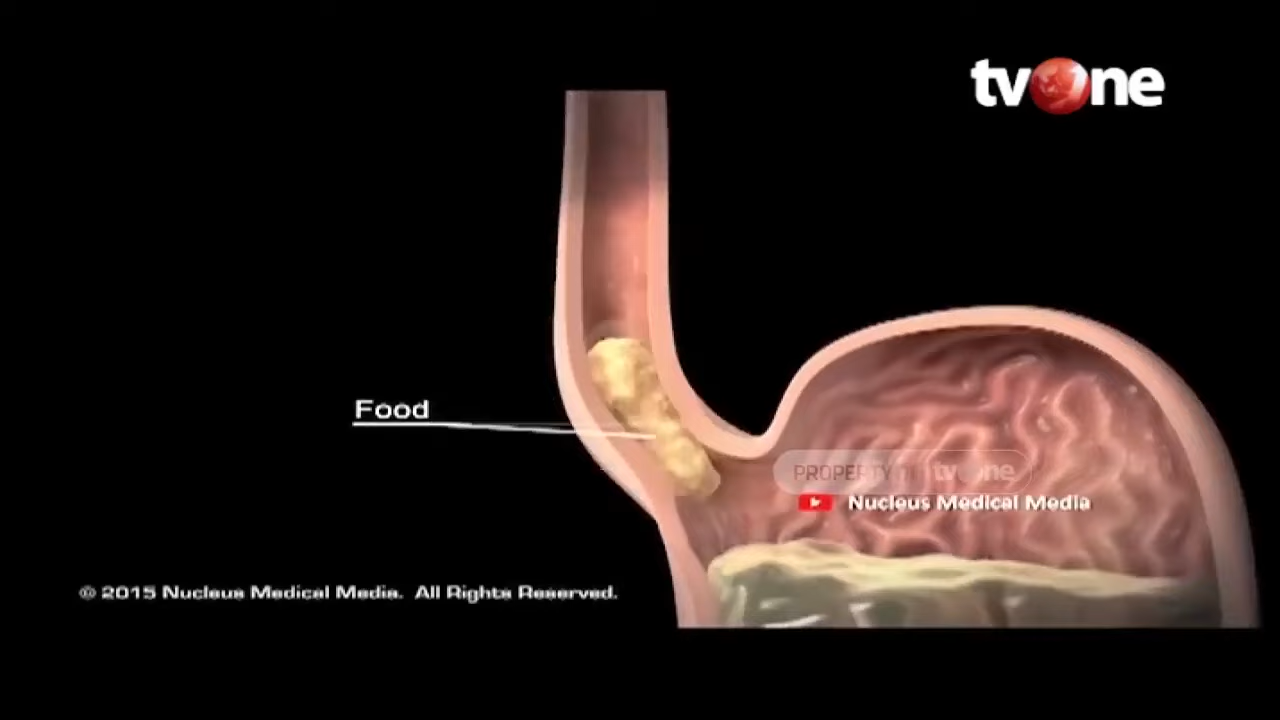 tvOne
Food
PROPERTY OF tvOne
Nucleus Medical Media
© 2015 Nucleus Medical Media. All Rights Reserved.